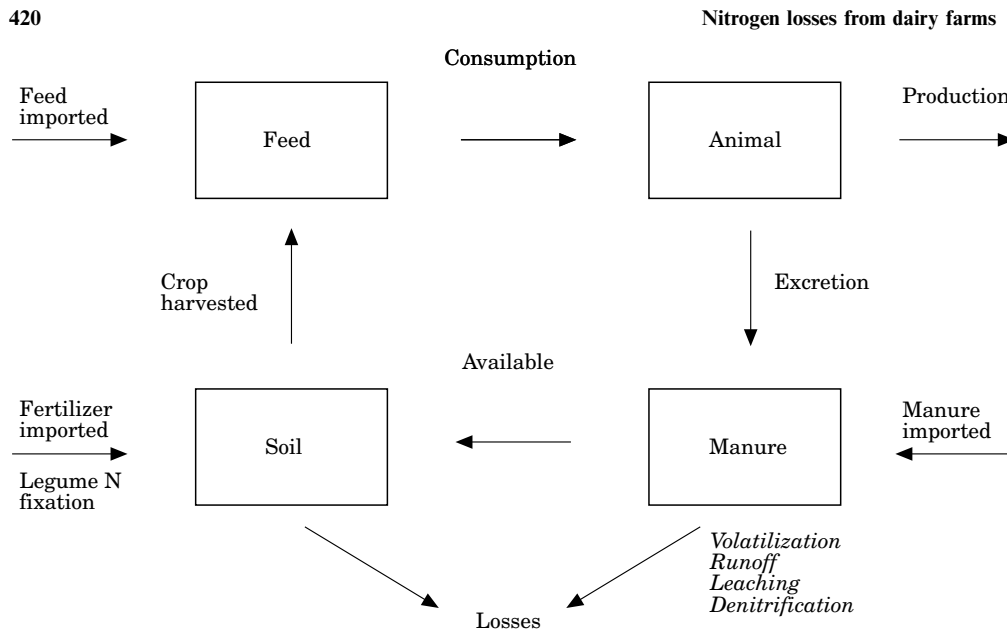 420
Nitrogen losses from dairy farms
Consumption
Feed
imported
Feed
Animal
Production
Crop
harvested
Excretion
Available
Fertilizer
imported
Legume N
fixation
Soil
Manure
Manure
imported
Volatilization
Runoff
Leaching
Denitrification
Losses